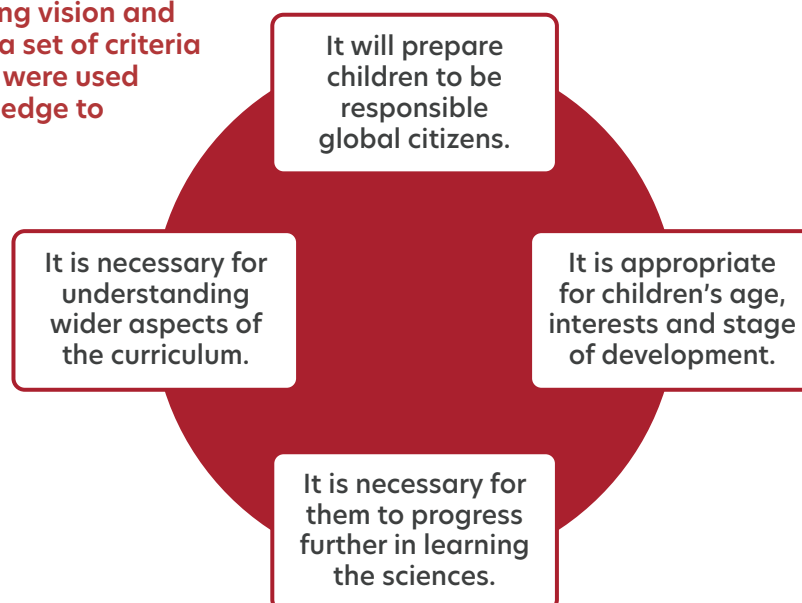 ng vision and
a set of criteria
were used
edge to
It will prepare
children to be
responsible
global citizens.
It is necessary for
understanding
wider aspects of
the curriculum.
It is appropriate
for children's age,
interests and stage
of development.
It is necessary for
them to progress
further in learning
the sciences.